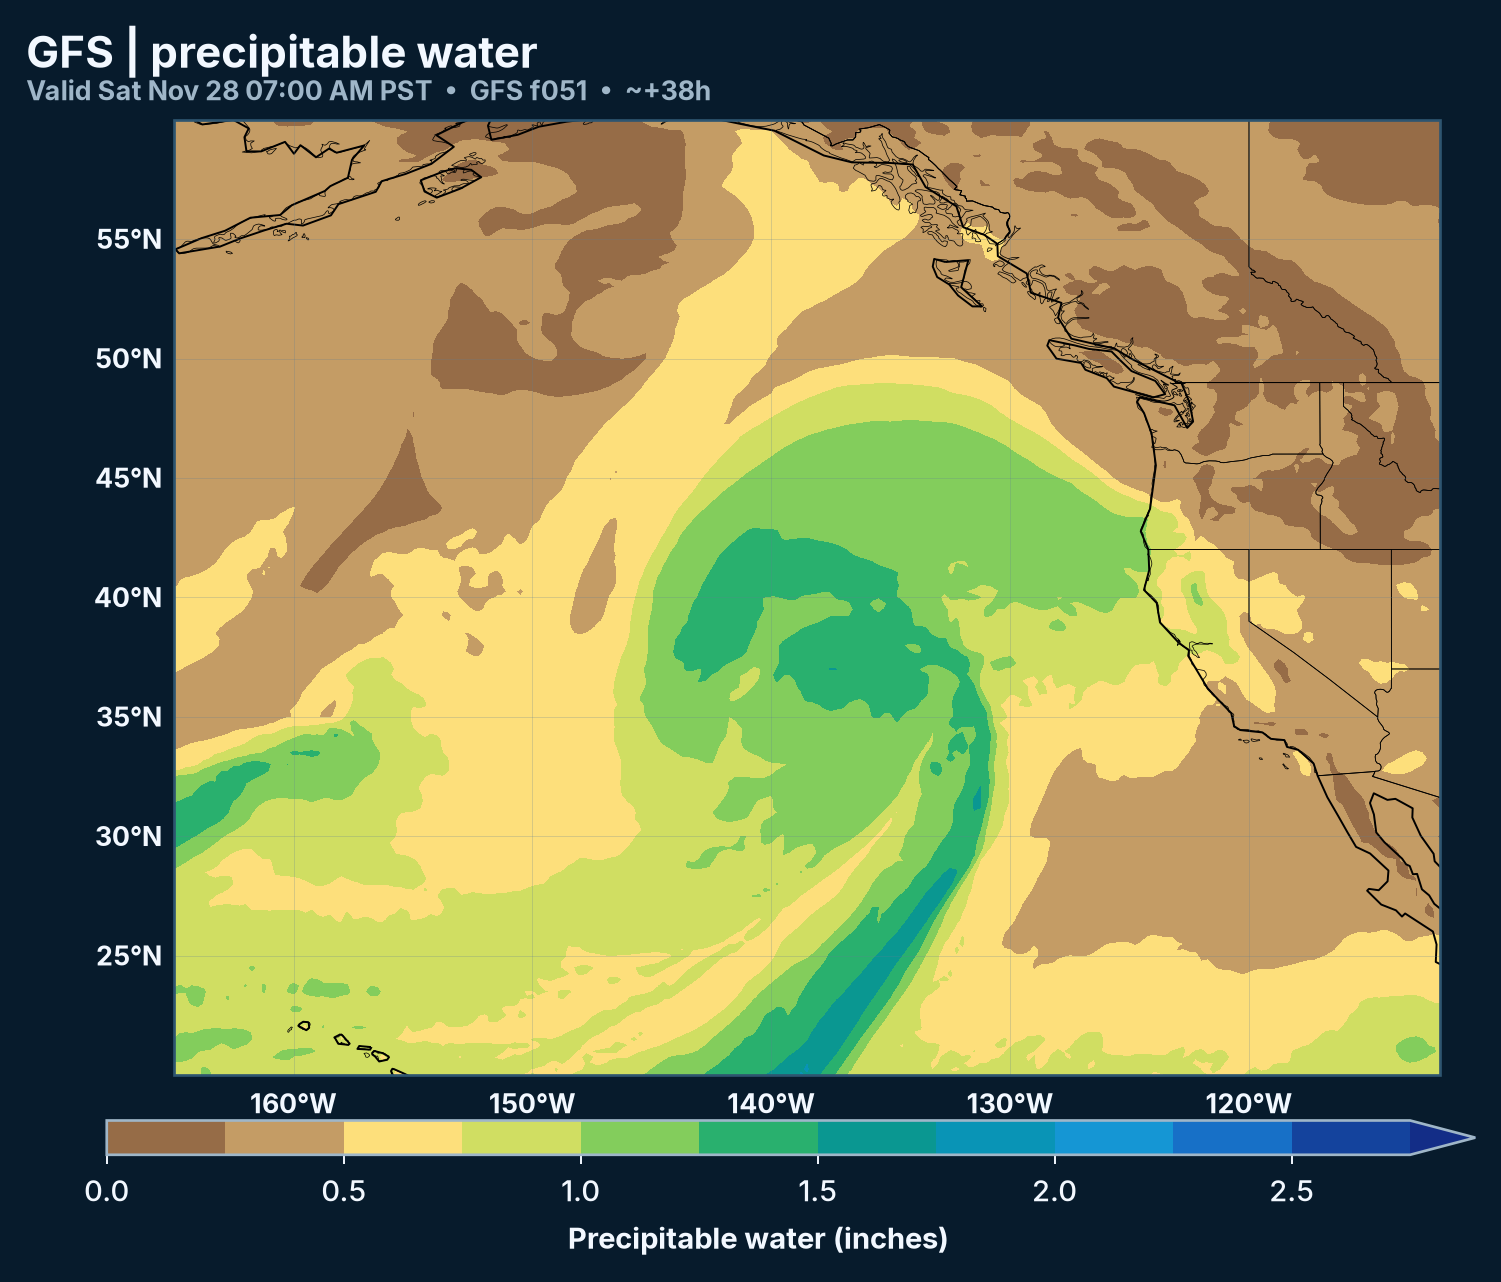 GFS | precipitable water
Valid Sat Nov 28 07:00 AM PST • GFS f051 • ~+38h
55°N
50°N
45°N
40°N
35°N
30°N
25°N
160°W 150°W 140°W 130°W 120°W
0.0 0.5 1.0 1.5 2.0 2.5
Precipitable water (inches)